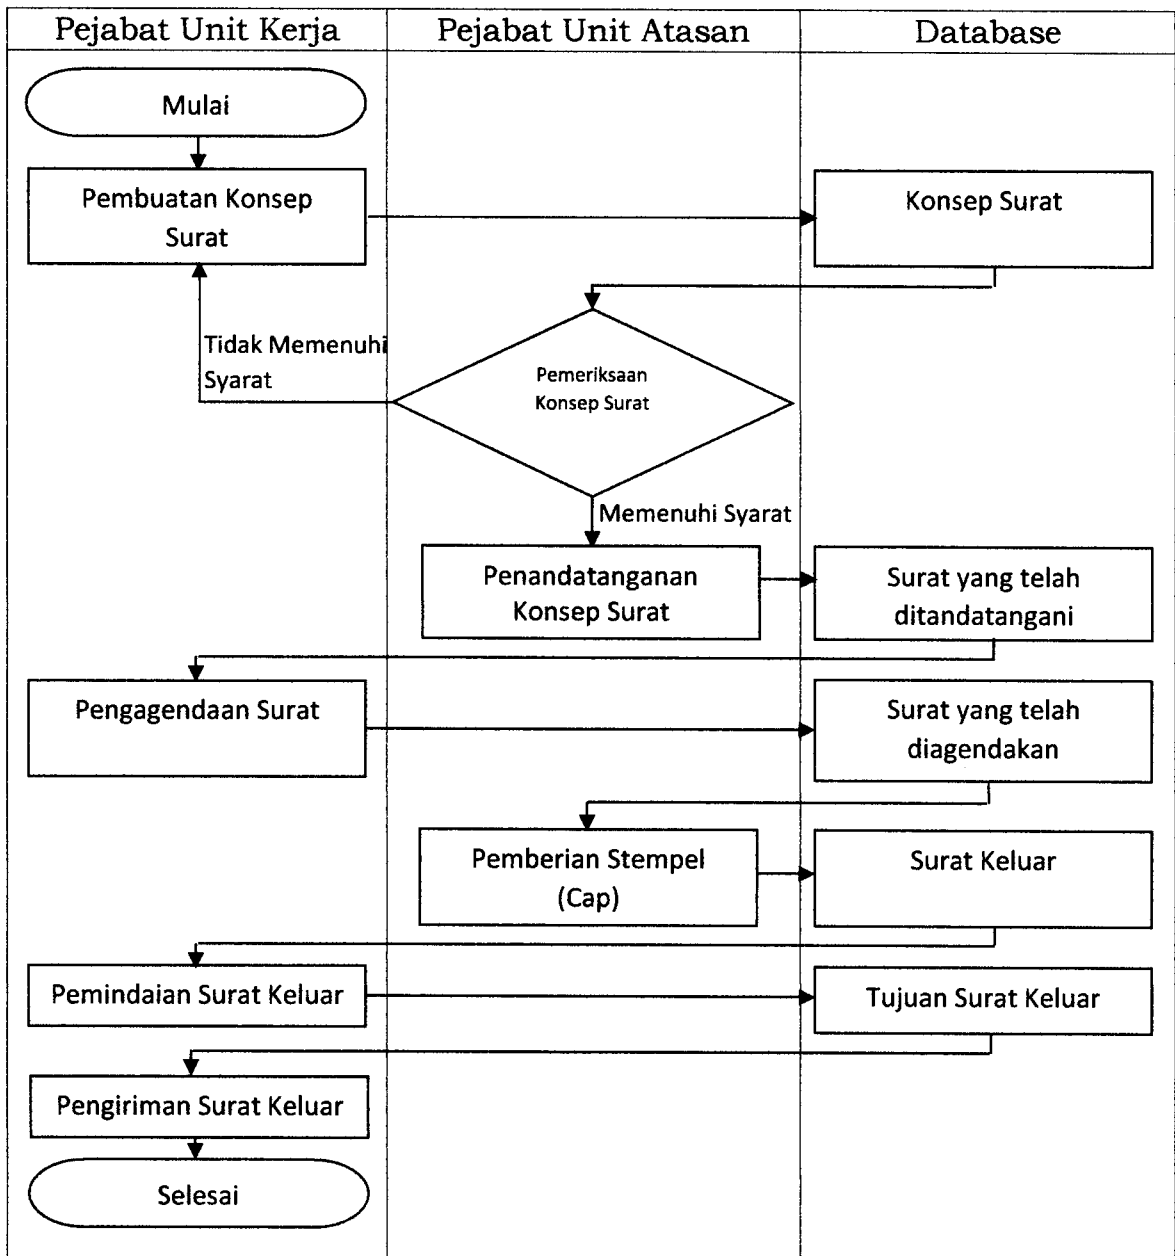 Pejabat Unit Kerja
Pejabat Unit Atasan
Database
Mulai
Pembuatan Konsep
Surat
Konsep Surat
Tidak Memenuhi
Syarat
Pemeriksaan
Konsep Surat
Memenuhi Syarat
Penandatanganan
Konsep Surat
Surat yang telah
ditandatangani
Pengagendaan Surat
Surat yang telah
diagendakan
Pemberian Stempel
(Cap)
Surat Keluar
Pemindaian Surat Keluar
Tujuan Surat Keluar
Pengiriman Surat Keluar
Selesai